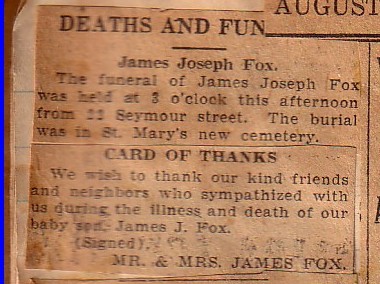 AUGUST
DEATHS AND FUN
James Joseph Fox.
The funeral of James Joseph Fox
was held at 3 o'clock this afternoon
from 22 Seymour street. The burial
was in St. Mary's new cemetery.
CARD OF THANKS
We wish to thank our kind friends
and neighbors who sympathized with
us during the illness and death of our
baby son, James J. Fox.
(Signed)
MR. & MRS. JAMES FOX.